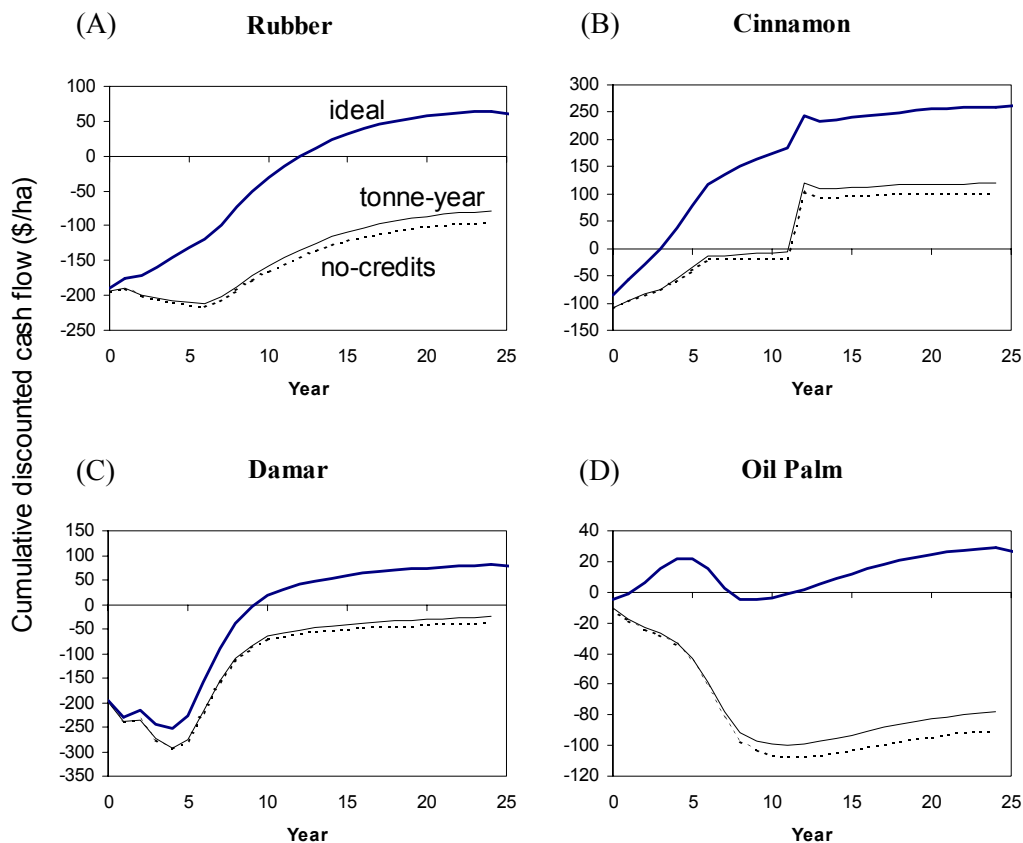 Cumulative discounted cash flow ($/ha)
(A) Rubber
100
50
0
-50
-100
-150
-200
-250
ideal
tonne-year
no-credits
0 5 10 15 20 25
Year
(B) Cinnamon
300
250
200
150
100
50
0
-50
-100
-150
0 5 10 15 20 25
Year
(C) Damar
150
100
50
0
-50
-100
-150
-200
-250
-300
-350
0 5 10 15 20 25
Year
(D) Oil Palm
40
20
0
-20
-40
-60
-80
-100
-120
0 5 10 15 20 25
Year